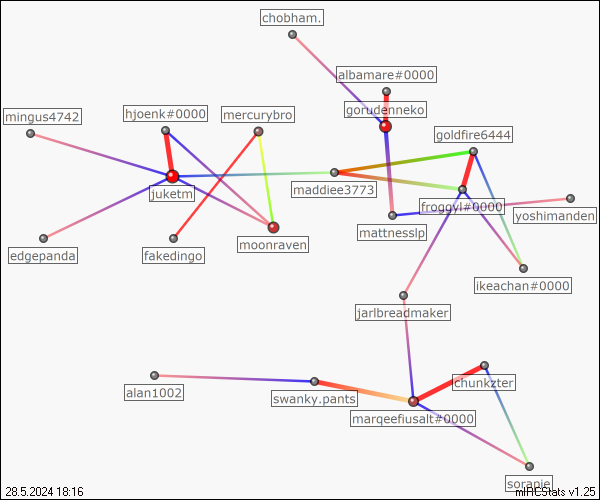 chobham.
albamare#0000
mingus4742
hjoenk#0000
mercurybro
gorudenneko
goldfire6444
juketm
maddiee3773
froggyl#0000
yoshimanden
moonraven
mattnesslp
edgepanda
fakedingo
ikeachan#0000
jarlbreadmaker
chunkzter
alan1002
swanky.pants
marqeefiusalt#0000
sorapie
28.5.2024 18:16
mIRCStats v1.25